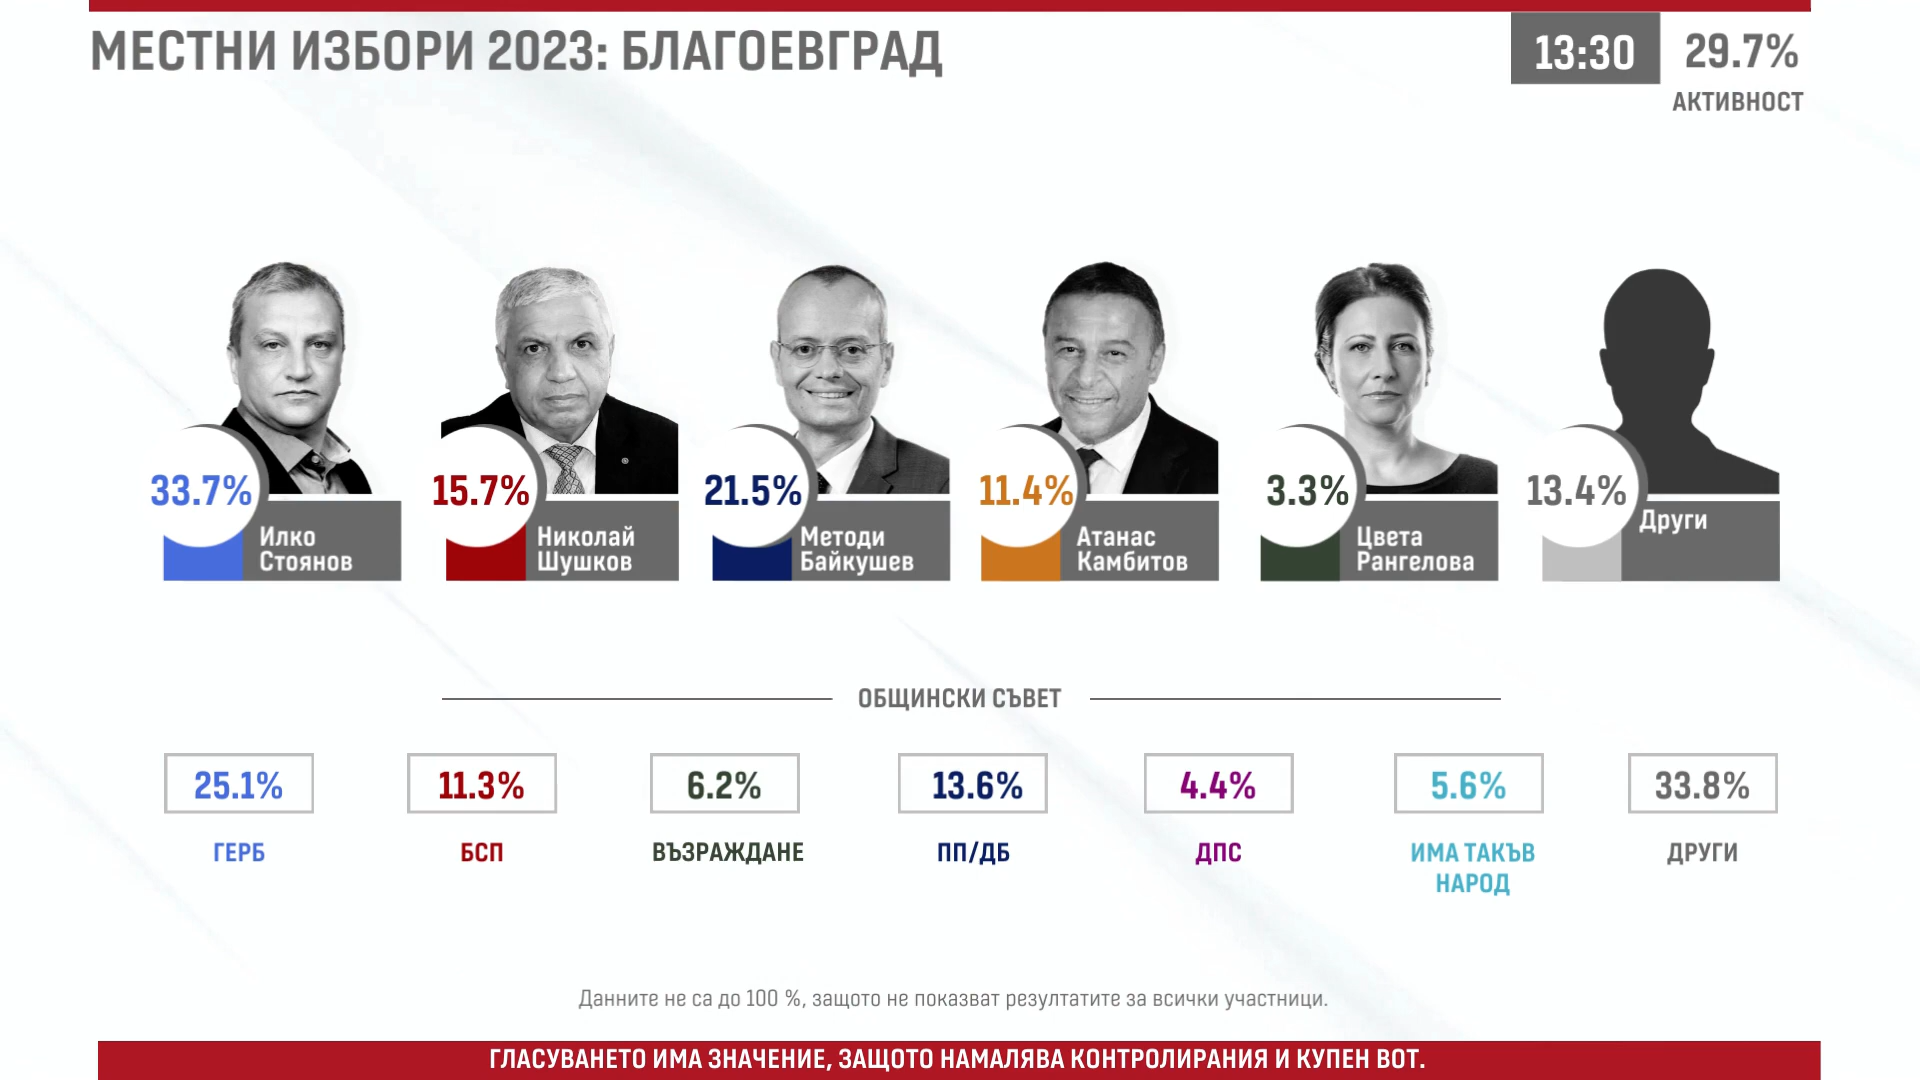 МЕСТНИ ИЗБОРИ 2023: БЛАГОЕВГРАД
13:30
29.7%
АКТИВНОСТ
33.7%
Илко
Стоянов
15.7%
Николай
Шушков
21.5%
Методи
Байкушев
11.4%
Атанас
Камбитов
3.3%
Цвета
Рангелова
13.4%
Други
ОБЩИНСКИ СЪВЕТ
25.1%
ГЕРБ
11.3%
БСП
6.2%
ВЪЗРАЖДАНЕ
13.6%
ПП/ДБ
4.4%
ДПС
5.6%
ИМА ТАКЪВ
НАРОД
33.8%
ДРУГИ
Данните не са до 100 %, защото не показват резултатите за всички участници.
ГЛАСУВАНЕТО ИМА ЗНАЧЕНИЕ, ЗАЩОТО НАМАЛЯВА КОНТРОЛИРАНИЯ И КУПЕН ВОТ.